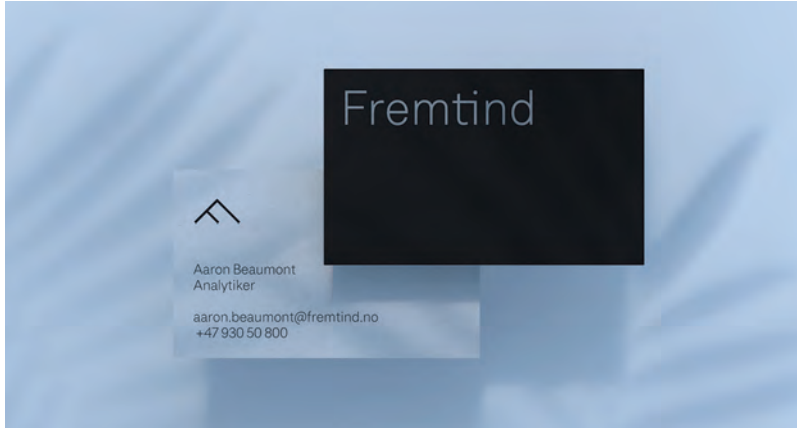 Fremtind
Aaron Beaumont
Analytiker
aaron.beaumont@fremtind.no
+47 930 50 800